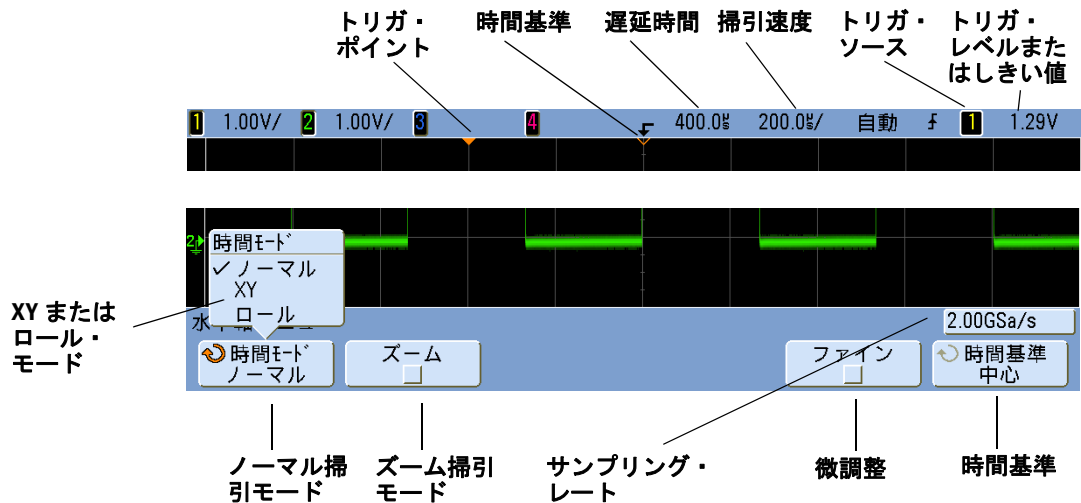 トリガ・
ポイント
時間基準
遅延時間
掃引速度
トリガ・
ソース
トリガ・
レベルまた
はしきい値
1 1.00V/ 2 1.00V/ 3 4 400.0㎲ 200.0㎲/ 自動 1 1.29V
2
時間ﾓｰﾄﾞ
✓ノーマル
XY
ロール
XY または
ロール・
モード
水
2.00GSa/s
時間ﾓｰﾄﾞ
ノーマル
ズーム
ファイン
時間基準
中心
ノーマル掃
引モード
ズーム掃引
モード
サンプリング・
レート
微調整
時間基準